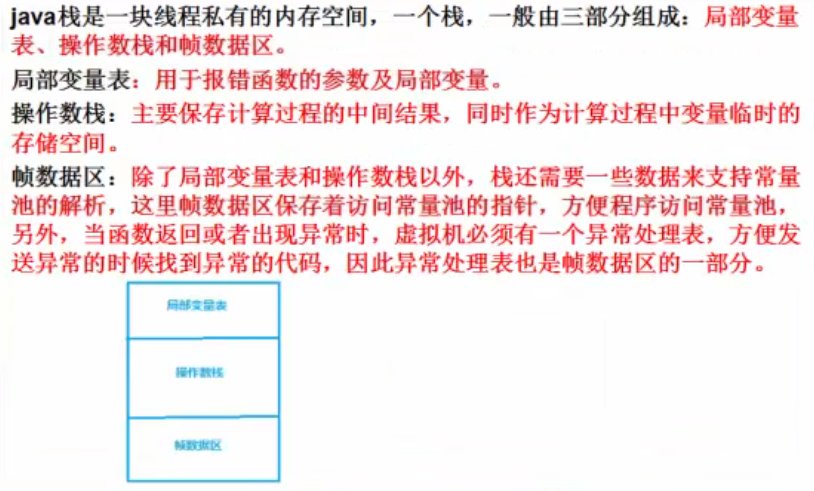 java栈是一块线程私有的内存空间，一个栈，一般由三部分组成：局部变量
表、操作数栈和帧数据区。
局部变量表：用于报错函数的参数及局部变量。
操作数栈：主要保存计算过程的中间结果，同时作为计算过程中变量临时的
存储空间。
帧数据区：除了局部变量表和操作数栈以外，栈还需要一些数据来支持常量
池的解析，这里帧数据区保存着访问常量池的指针，方便程序访问常量池，
另外，当函数返回或者出现异常时，虚拟机必须有一个异常处理表，方便发
送异常的时候找到异常的代码，因此异常处理表也是帧数据区的一部分。
局部变量表
操作数栈
帧数据区